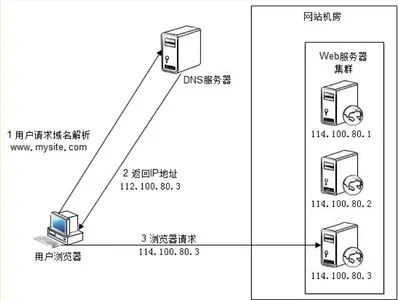 网站机房
Web服务器
集群
DNS服务器
114.100.80.1
1 用户请求域名解析
www.mysite.com
2 返回IP地址
112.100.80.3
114.100.80.2
3 浏览器请求
114.100.80.3
用户浏览器
114.100.80.3